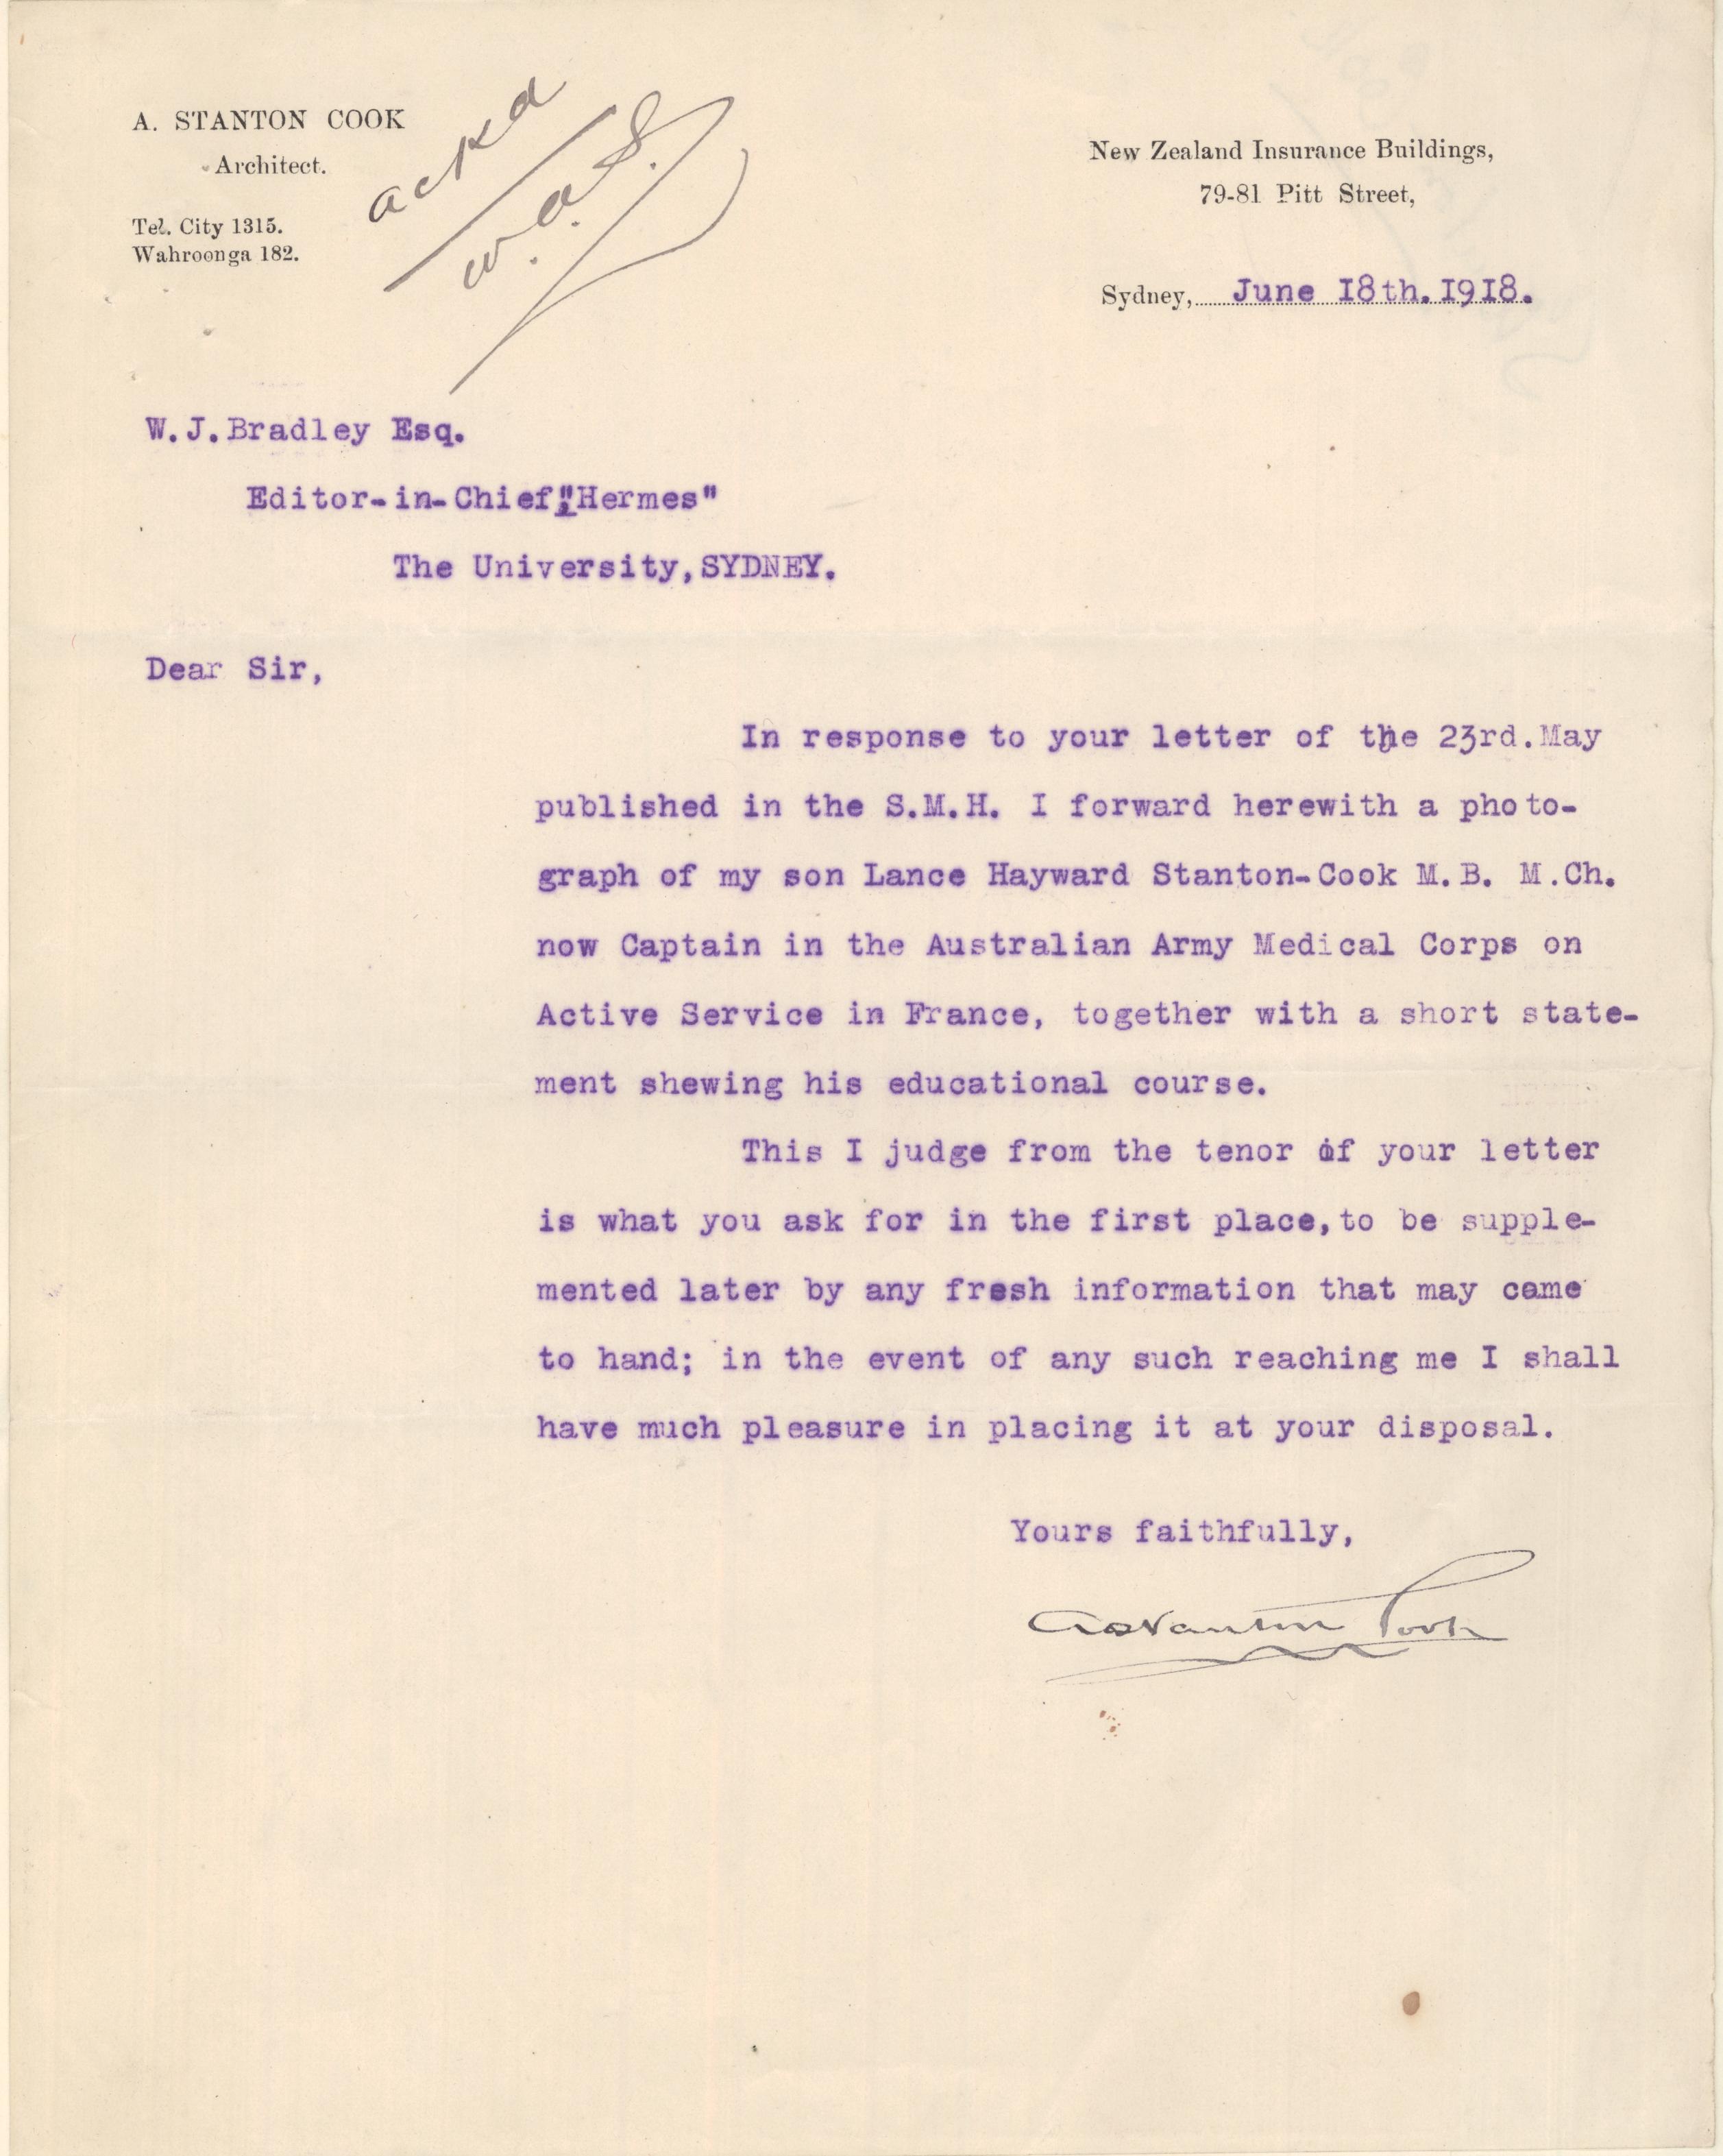 A. STANTON COOK
Architect.
Tel. City 1315.
Wahroonga 182.
ackd
W.A.S.
New Zealand Insurance Buildings,
79-81 Pitt Street,
Sydney, June 18th. 1918.
W.J.Bradley Esq.
Editor-in-Chief,"Hermes"
The University,SYDNEY.
Dear Sir,
In response to your letter of the 23rd.May
published in the S.M.H. I forward herewith a photo-
graph of my son Lance Hayward Stanton-Cook M.B. M.Ch.
now Captain in the Australian Army Medical Corps on
Active Service in France, together with a short state-
ment shewing his educational course.
This I judge from the tenor of your letter
is what you ask for in the first place,to be supple-
mented later by any fresh information that may come
to hand; in the event of any such reaching me I shall
have much pleasure in placing it at your disposal.
Yours faithfully,
A Stanton Cook